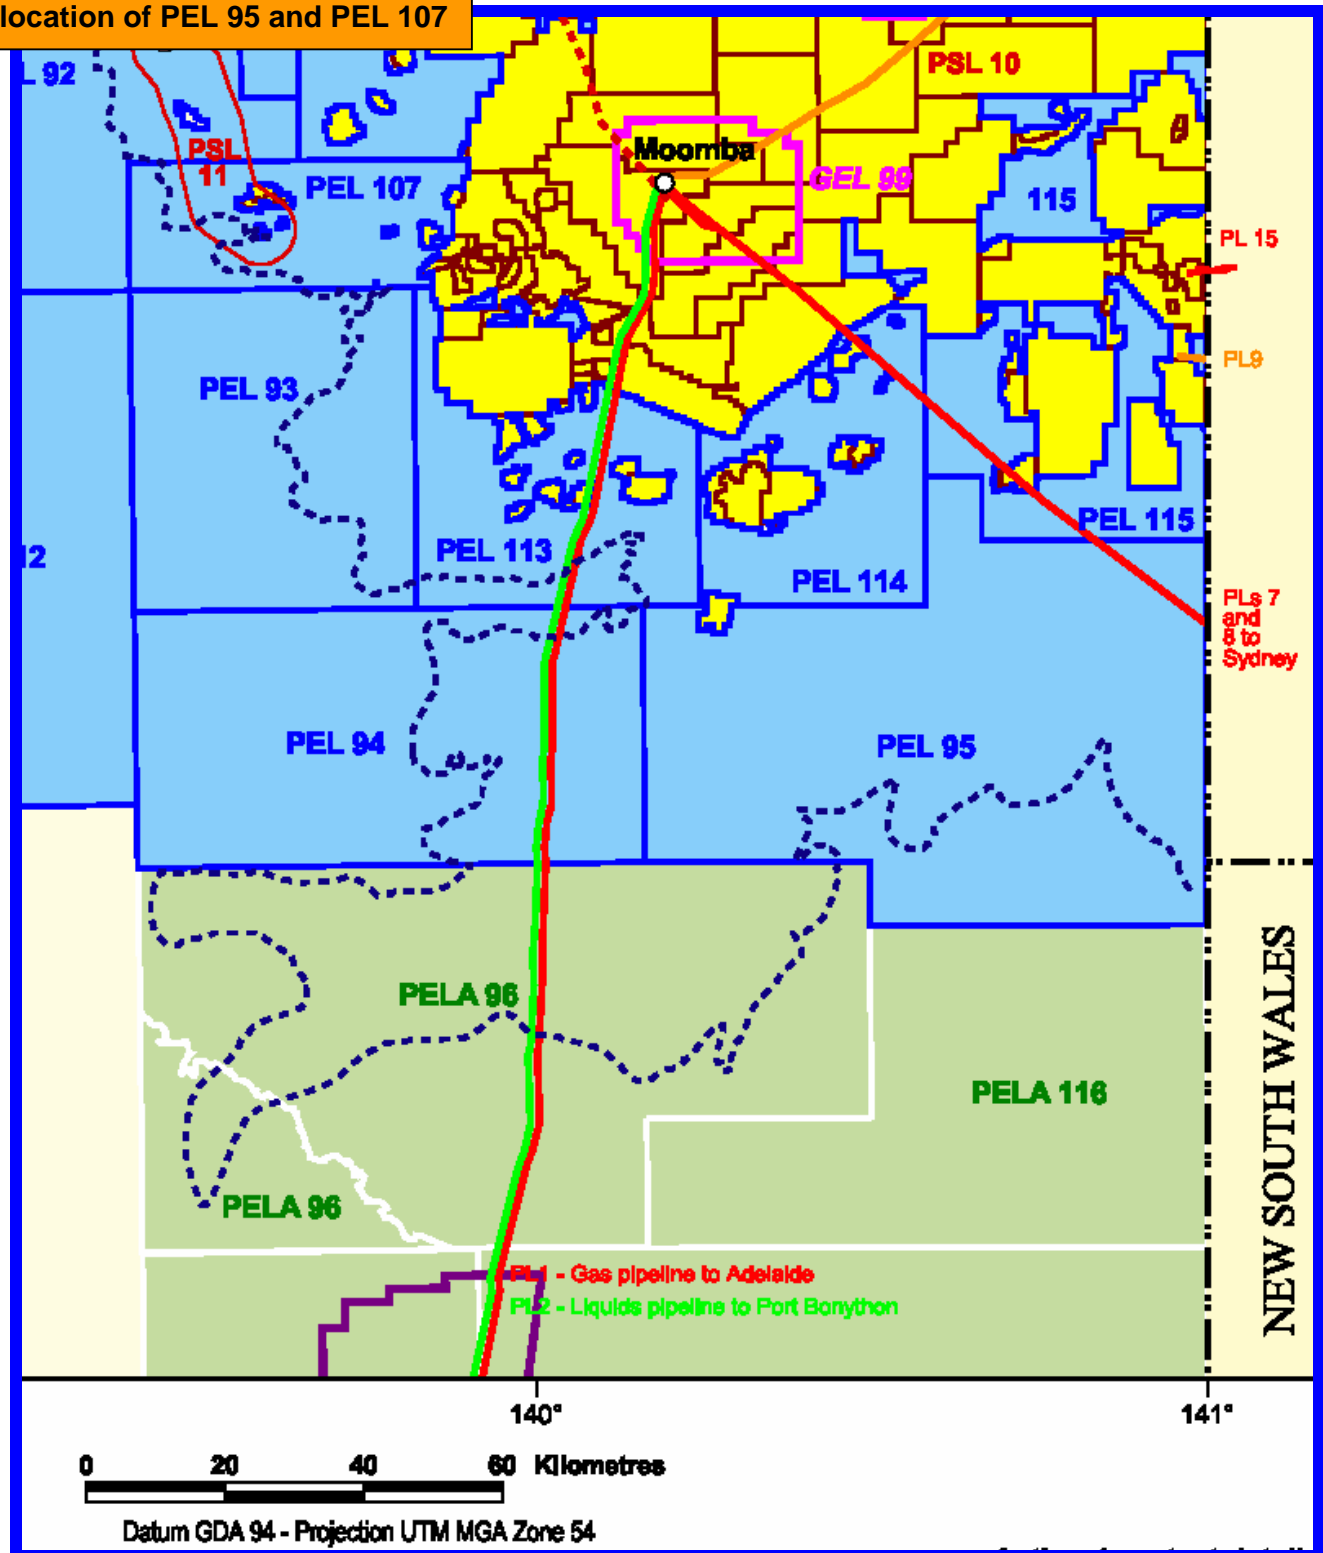 location of PEL 95 and PEL 107
L 92
PSL 10
Moomba
PSL
11
PEL 107
GEL 99
115
PL 15
PL9
PEL 93
PEL 115
12
PEL 113
PEL 114
PLs 7
and
8 to
Sydney
PEL 94
PEL 95
PELA 96
PELA 116
NEW SOUTH WALES
PELA 96
PL1 - Gas pipeline to Adelaide
PL2 - Liquids pipeline to Port Bonython
140°
141°
0 20 40 60 Kilometres
Datum GDA 94 - Projection UTM MGA Zone 54